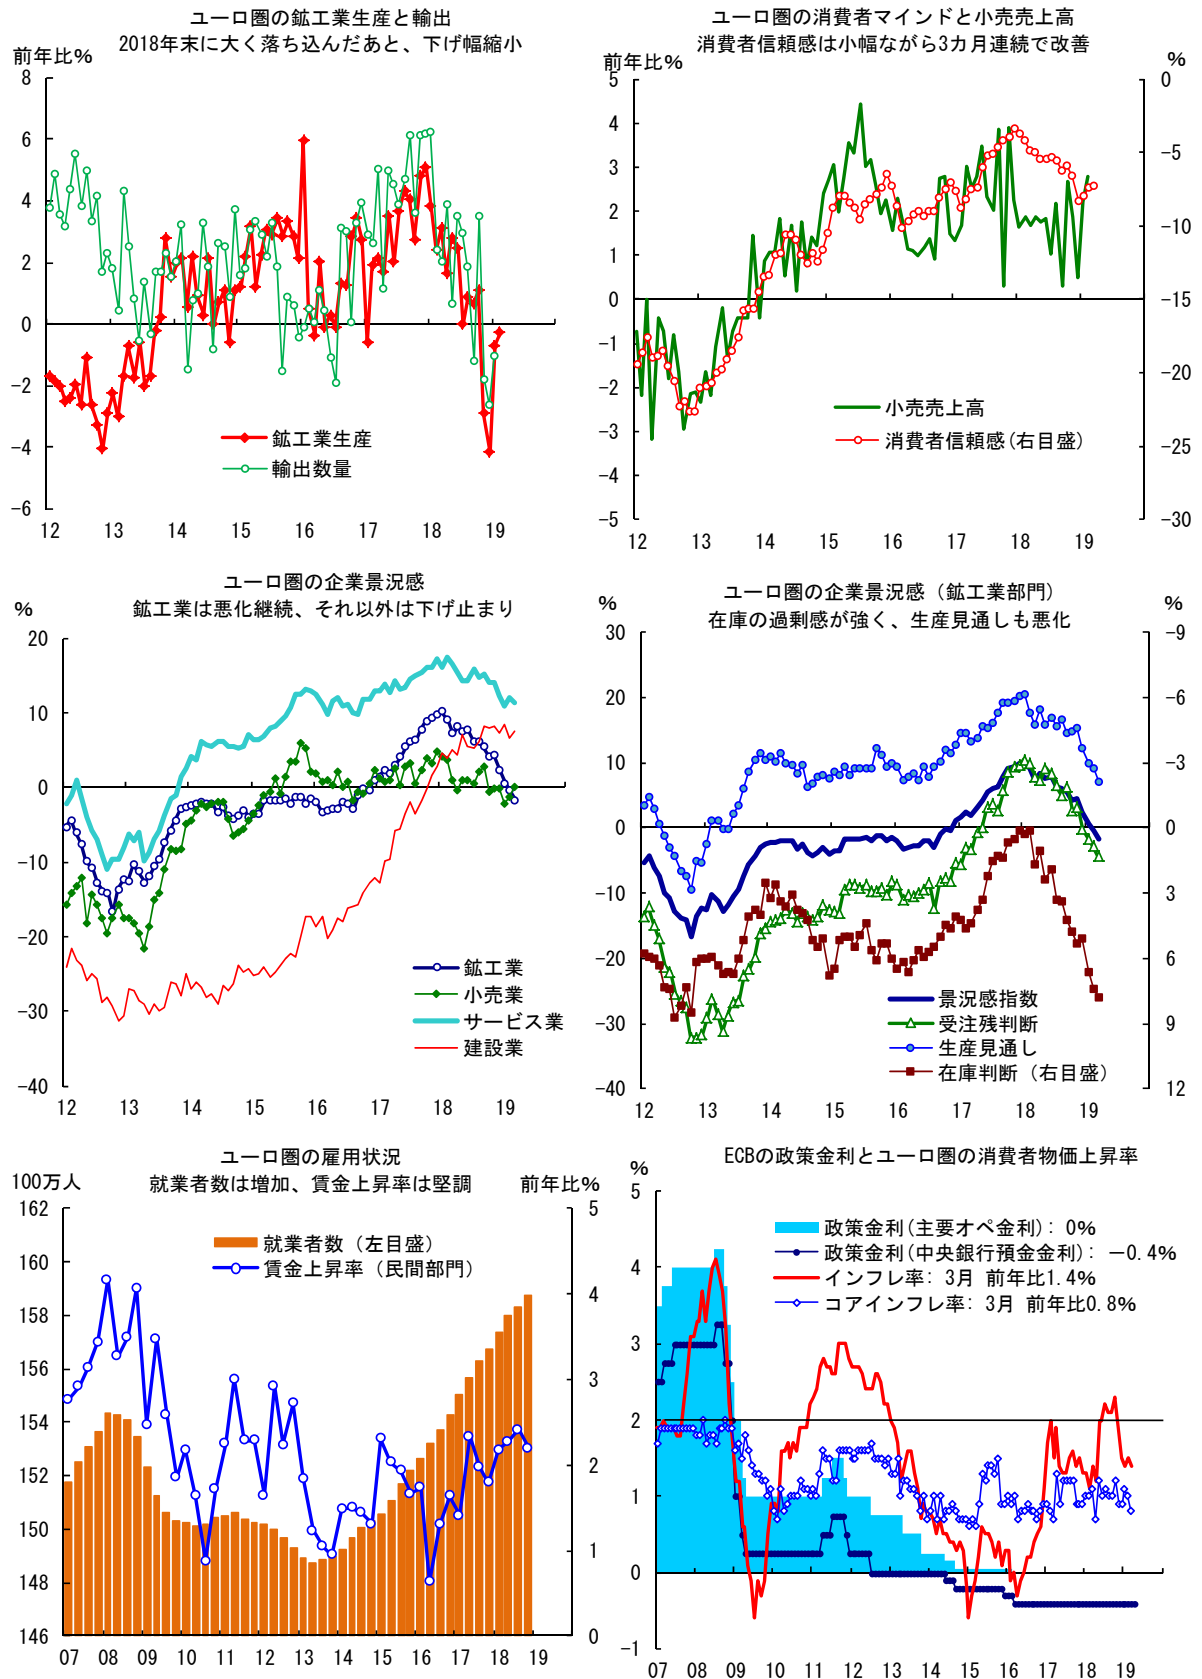 ユーロ圏の鉱工業生産と輸出
2018年末に大く落ち込んだあと、下げ幅縮小
前年比%
8
6
4
2
0
−2
−4
−6
12 13 14 15 16 17 18 19
鉱工業生産
輸出数量
ユーロ圏の消費者マインドと小売売上高
消費者信頼感は小幅ながら3カ月連続で改善
前年比%
%
5
4
3
2
1
0
−1
−2
−3
−4
−5
0
−5
−10
−15
−20
−25
−30
12 13 14 15 16 17 18 19
小売売上高
消費者信頼感(右目盛)
ユーロ圏の企業景況感
鉱工業は悪化継続、それ以外は下げ止まり
%
20
10
0
−10
−20
−30
−40
12 13 14 15 16 17 18 19
鉱工業
小売業
サービス業
建設業
ユーロ圏の企業景況感（鉱工業部門）
在庫の過剰感が強く、生産見通しも悪化
%
%
30
20
10
0
−10
−20
−30
−40
−9
−6
−3
0
3
6
9
12
12 13 14 15 16 17 18 19
景況感指数
受注残判断
生産見通し
在庫判断（右目盛）
ユーロ圏の雇用状況
就業者数は増加、賃金上昇率は堅調
100万人
前年比%
162
160
158
156
154
152
150
148
146
5
4
3
2
1
0
07 08 09 10 11 12 13 14 15 16 17 18 19
就業者数（左目盛）
賃金上昇率（民間部門）
ECBの政策金利とユーロ圏の消費者物価上昇率
%
5
4
3
2
1
0
−1
07 08 09 10 11 12 13 14 15 16 17 18 19
政策金利(主要オペ金利): 0%
政策金利(中央銀行預金金利): −0.4%
インフレ率: 3月 前年比1.4%
コアインフレ率: 3月 前年比0.8%